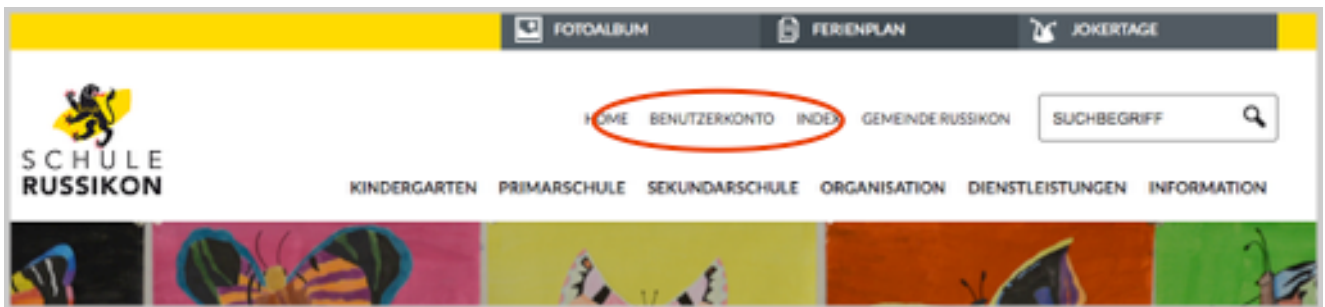 FOTOALBUM FERIENPLAN JOKERTAGE
HOME BENUTZERKONTO INDEX GEMEINDE RUSSIKON SUCHBEGRIFF
SCHULE
RUSSIKON
KINDERGARTEN PRIMARSCHULE SEKUNDARSCHULE ORGANISATION DIENSTLEISTUNGEN INFORMATION